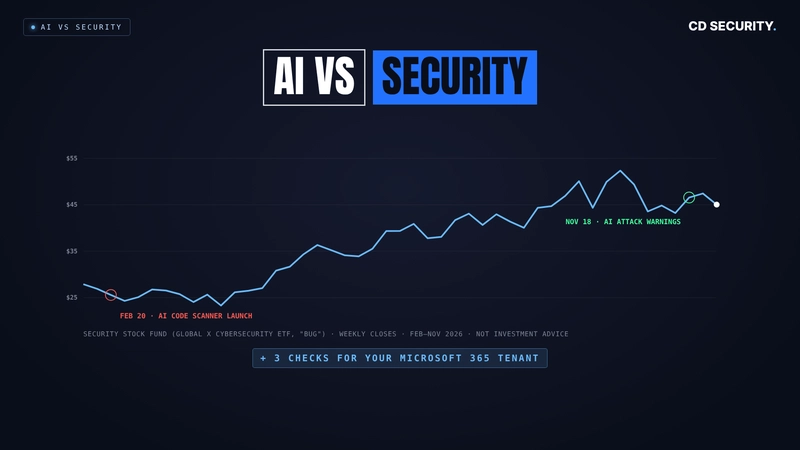 AI VS SECURITY
CD SECURITY.
AI VS SECURITY
$55
$45
$35
$25
NOV 18 · AI ATTACK WARNINGS
FEB 20 · AI CODE SCANNER LAUNCH
SECURITY STOCK FUND (GLOBAL X CYBERSECURITY ETF, "BUG") · WEEKLY CLOSES · FEB–NOV 2026 · NOT INVESTMENT ADVICE
+ 3 CHECKS FOR YOUR MICROSOFT 365 TENANT